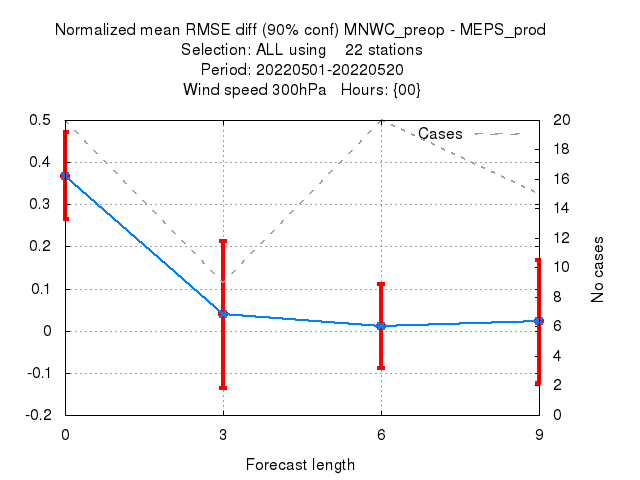 Normalized mean RMSE diff (90% conf) MNWC_preop - MEPS_prod
Selection: ALL using 22 stations
Period: 20220501-20220520
Wind speed 300hPa Hours: {00}
Cases
0.5
0.4
0.3
0.2
0.1
0
-0.1
-0.2
20
18
16
14
12
10
8
6
4
2
0
No cases
0 3 6 9
Forecast length